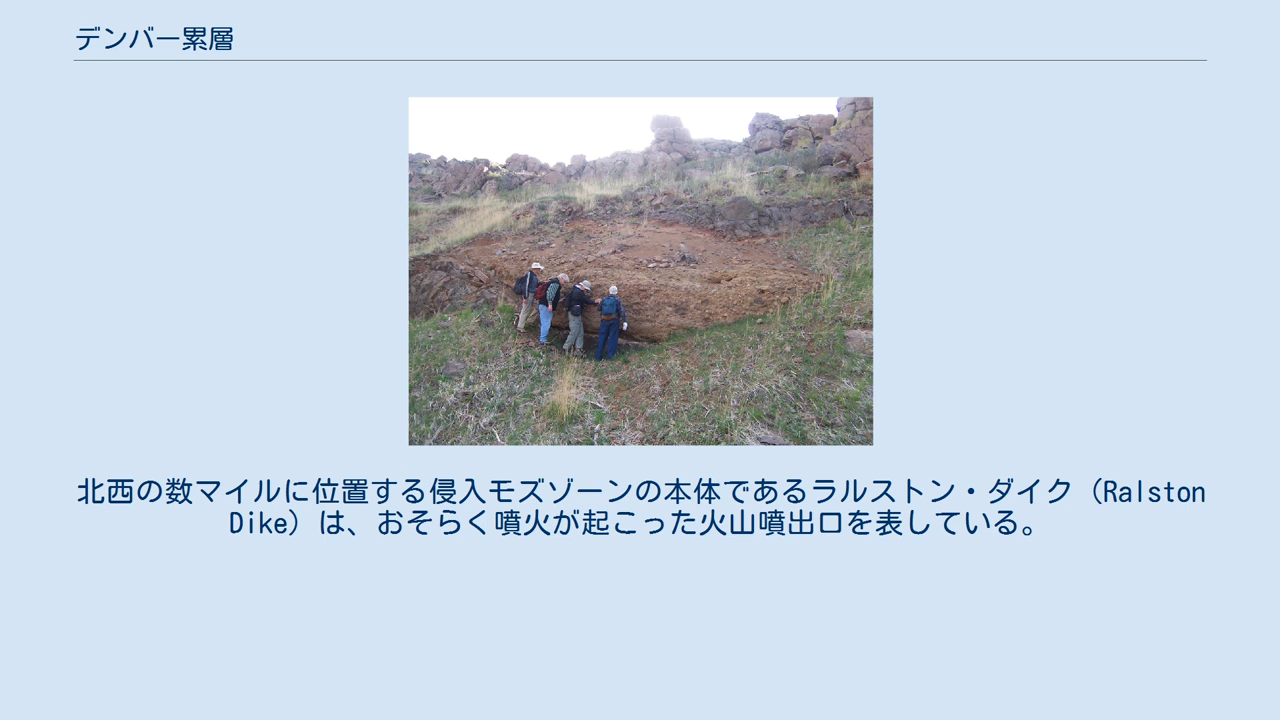 デンバー累層
北西の数マイルに位置する侵入モズゾーンの本体であるラルストン・ダイク（Ralston
Dike）は、おそらく噴火が起こった火山噴出口を表している。